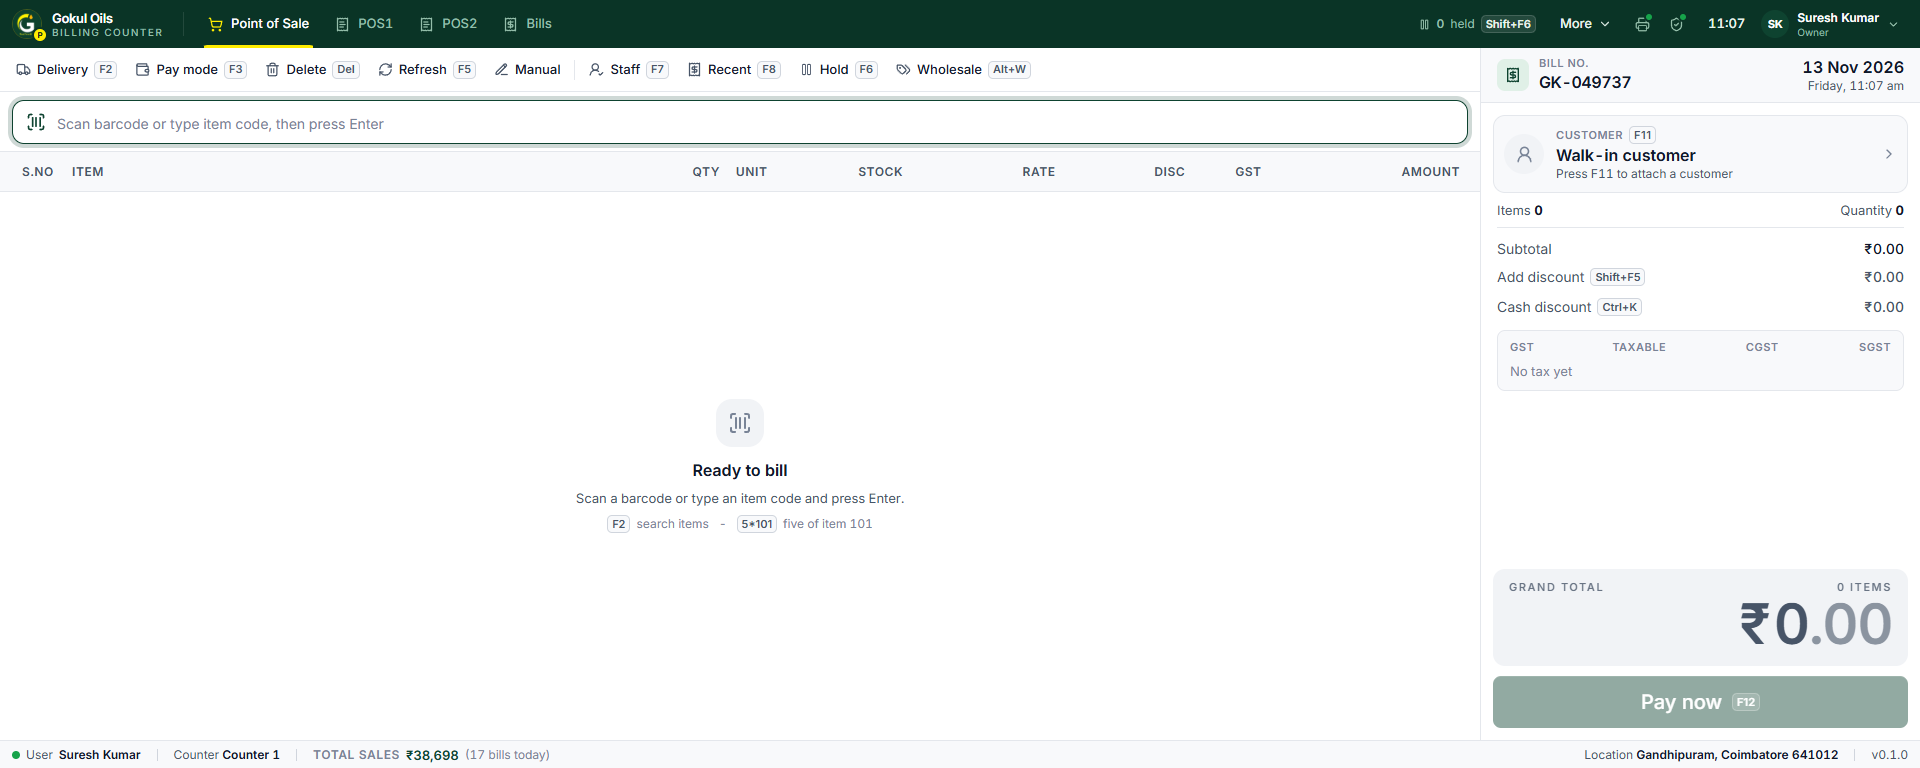 Gokul Oils
BILLING COUNTER
Point of Sale
POS1
POS2
Bills
0 held Shift+F6
More
11:07
SK
Suresh Kumar
Owner
Delivery F2
Pay mode F3
Delete Del
Refresh F5
Manual
Staff F7
Recent F8
Hold F6
Wholesale Alt+W
BILL NO.
GK-049737
13 Nov 2026
Friday, 11:07 am
Scan barcode or type item code, then press Enter
S.NO ITEM QTY UNIT STOCK RATE DISC GST AMOUNT
CUSTOMER F11
Walk-in customer
Press F11 to attach a customer
Items 0 Quantity 0
Subtotal ₹0.00
Add discount Shift+F5 ₹0.00
Cash discount Ctrl+K ₹0.00
GST TAXABLE CGST SGST
No tax yet
Ready to bill
Scan a barcode or type an item code and press Enter.
F2 search items - 5*101 five of item 101
GRAND TOTAL 0 ITEMS
₹0.00
Pay now F12
User Suresh Kumar Counter Counter 1 TOTAL SALES ₹38,698 (17 bills today)
Location Gandhipuram, Coimbatore 641012 v0.1.0